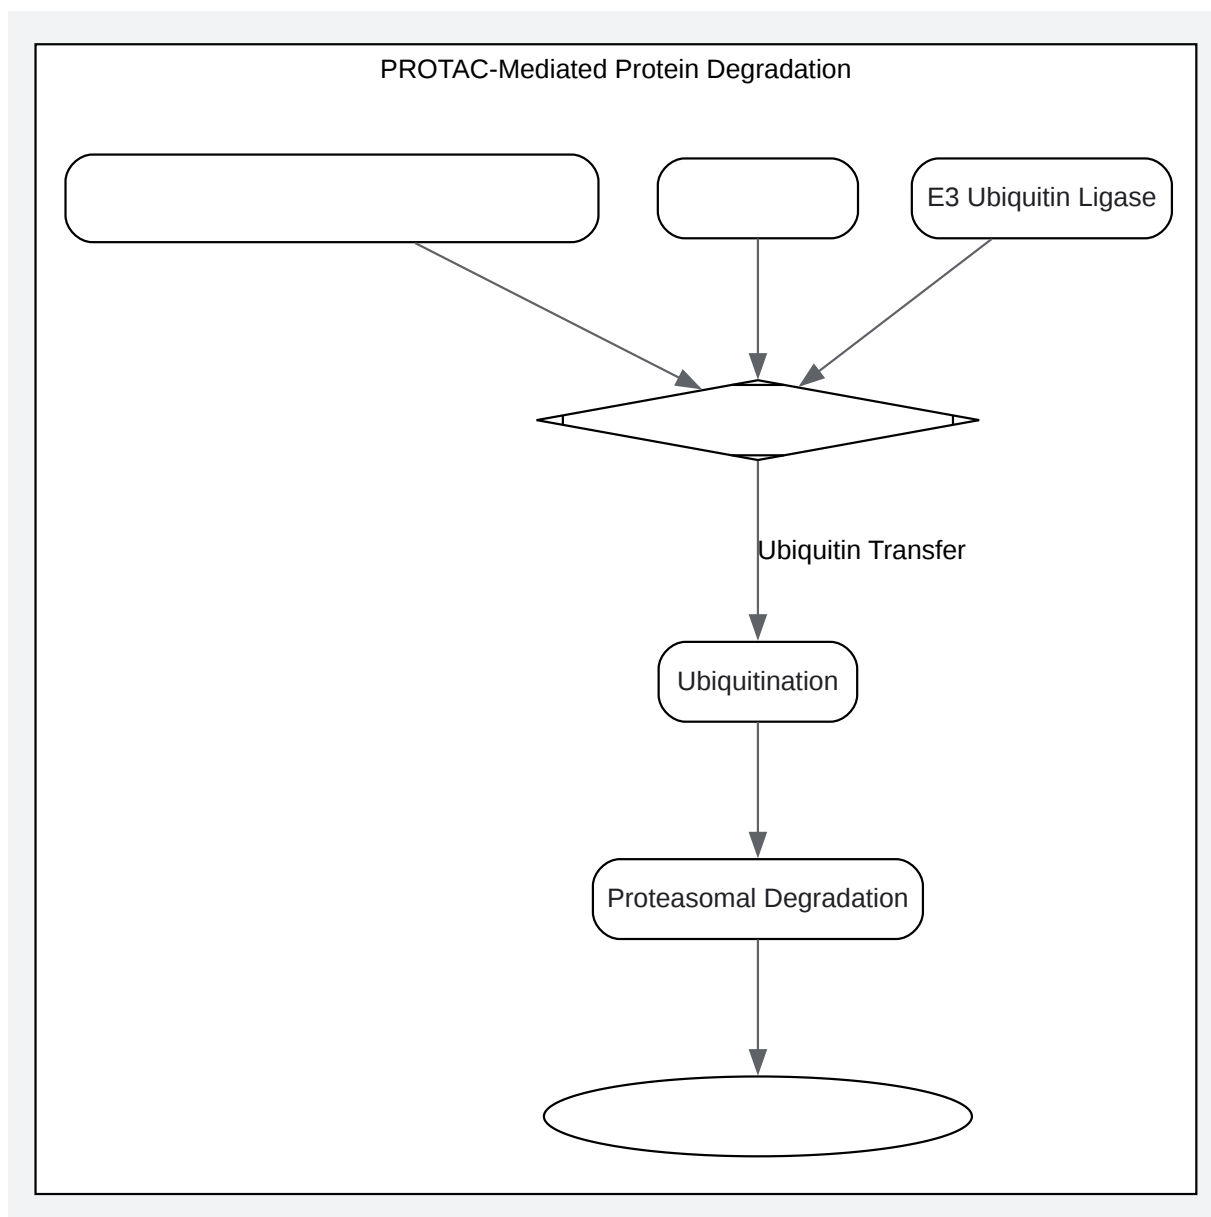 PROTAC-Mediated Protein Degradation
E3 Ubiquitin Ligase
Ubiquitin Transfer
Ubiquitination
Proteasomal Degradation